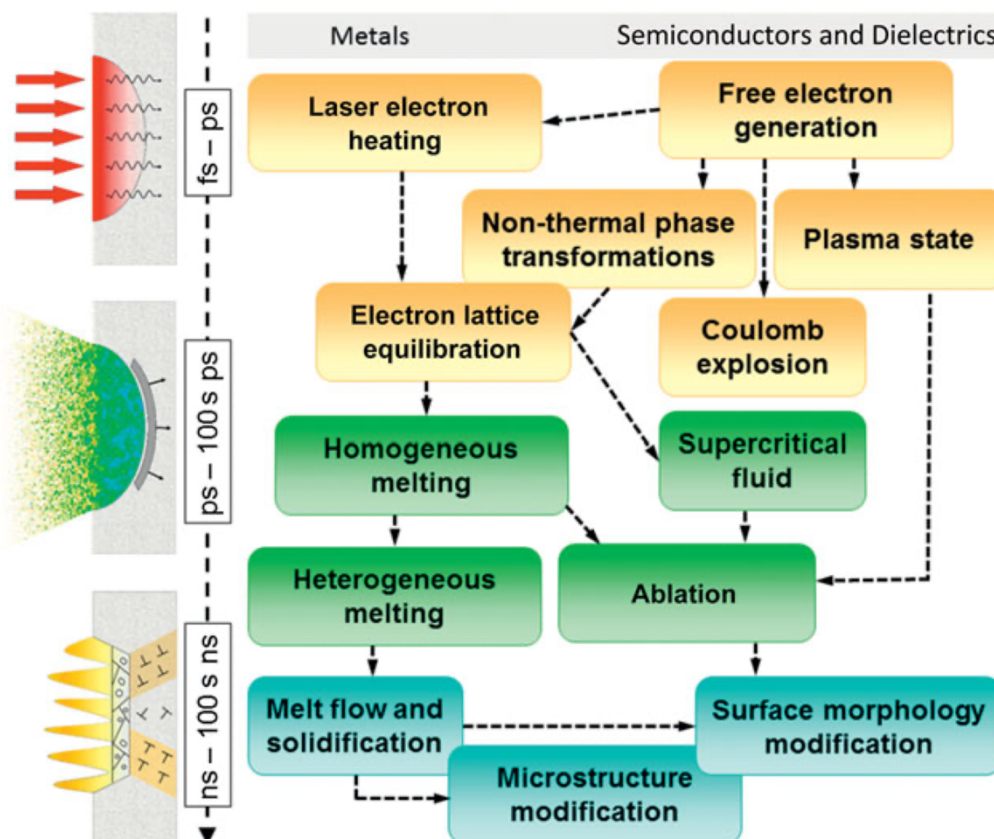 Metals
Semiconductors and Dielectrics
fs – ps
Laser electron
heating
Free electron
generation
Non-thermal phase
transformations
Plasma state
ps – 100 s ps
Electron lattice
equilibration
Coulomb
explosion
Homogeneous
melting
Supercritical
fluid
Heterogeneous
melting
Ablation
ns – 100 s ns
Melt flow and
solidification
Surface morphology
modification
Microstructure
modification